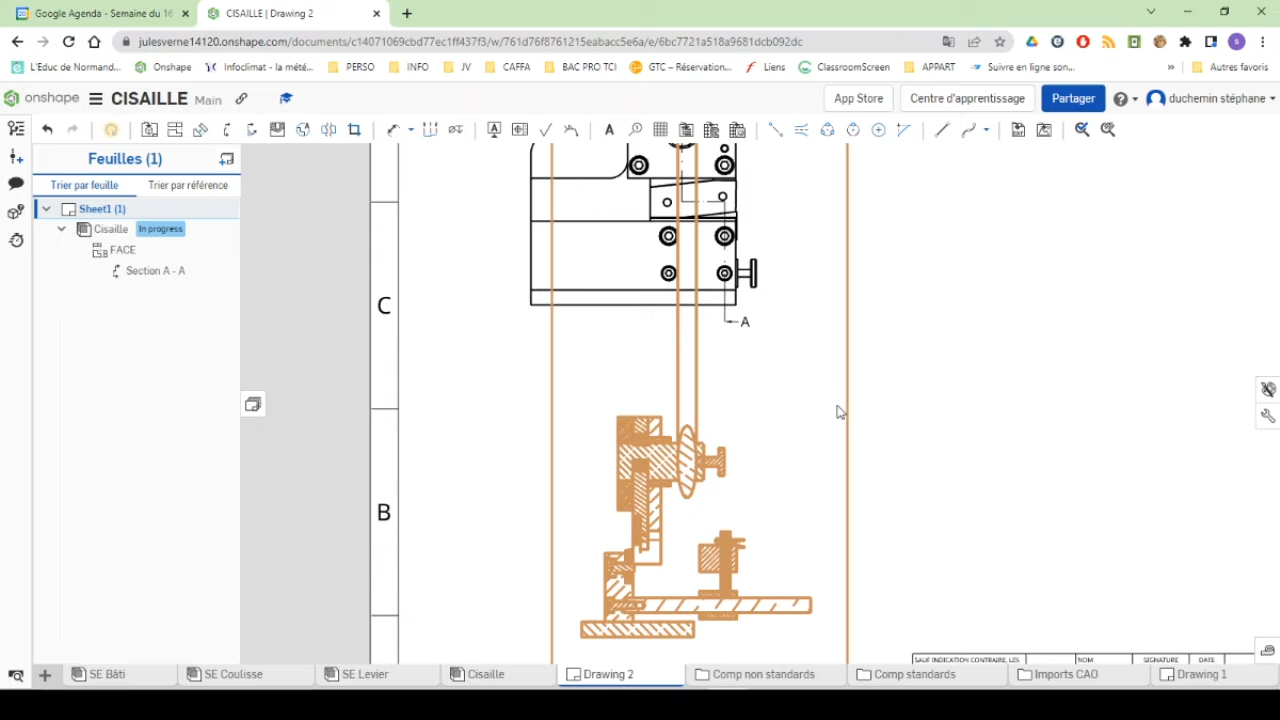 Google Agenda - Semaine du 16
CISAILLE | Drawing 2
julesverne14120.onshape.com/documents/c14071069cbd77ec1ff437f3/w/761d76f8761215eabacc5e6a/e/6bc7721a518a9681dcb092dc
L'Educ de Normand...
Onshape
Infoclimat - la mété...
PERSO
INFO
JV
CAFFA
BAC PRO TCI
GTC – Réservation...
Liens
ClassroomScreen
APPART
Suivre en ligne son...
»
Autres favoris
onshape
CISAILLE Main
App Store
Centre d'apprentissage
Partager
duchemin stéphane
Feuilles (1)
Trier par feuille
Trier par référence
Sheet1 (1)
Cisaille In progress
FACE
Section A - A
C
A
B
SAUF INDICATION CONTRAIRE, LES
NOM
SIGNATURE
DATE
SE Bâti
SE Coulisse
SE Levier
Cisaille
Drawing 2
Comp non standards
Comp standards
Imports CAO
Drawing 1